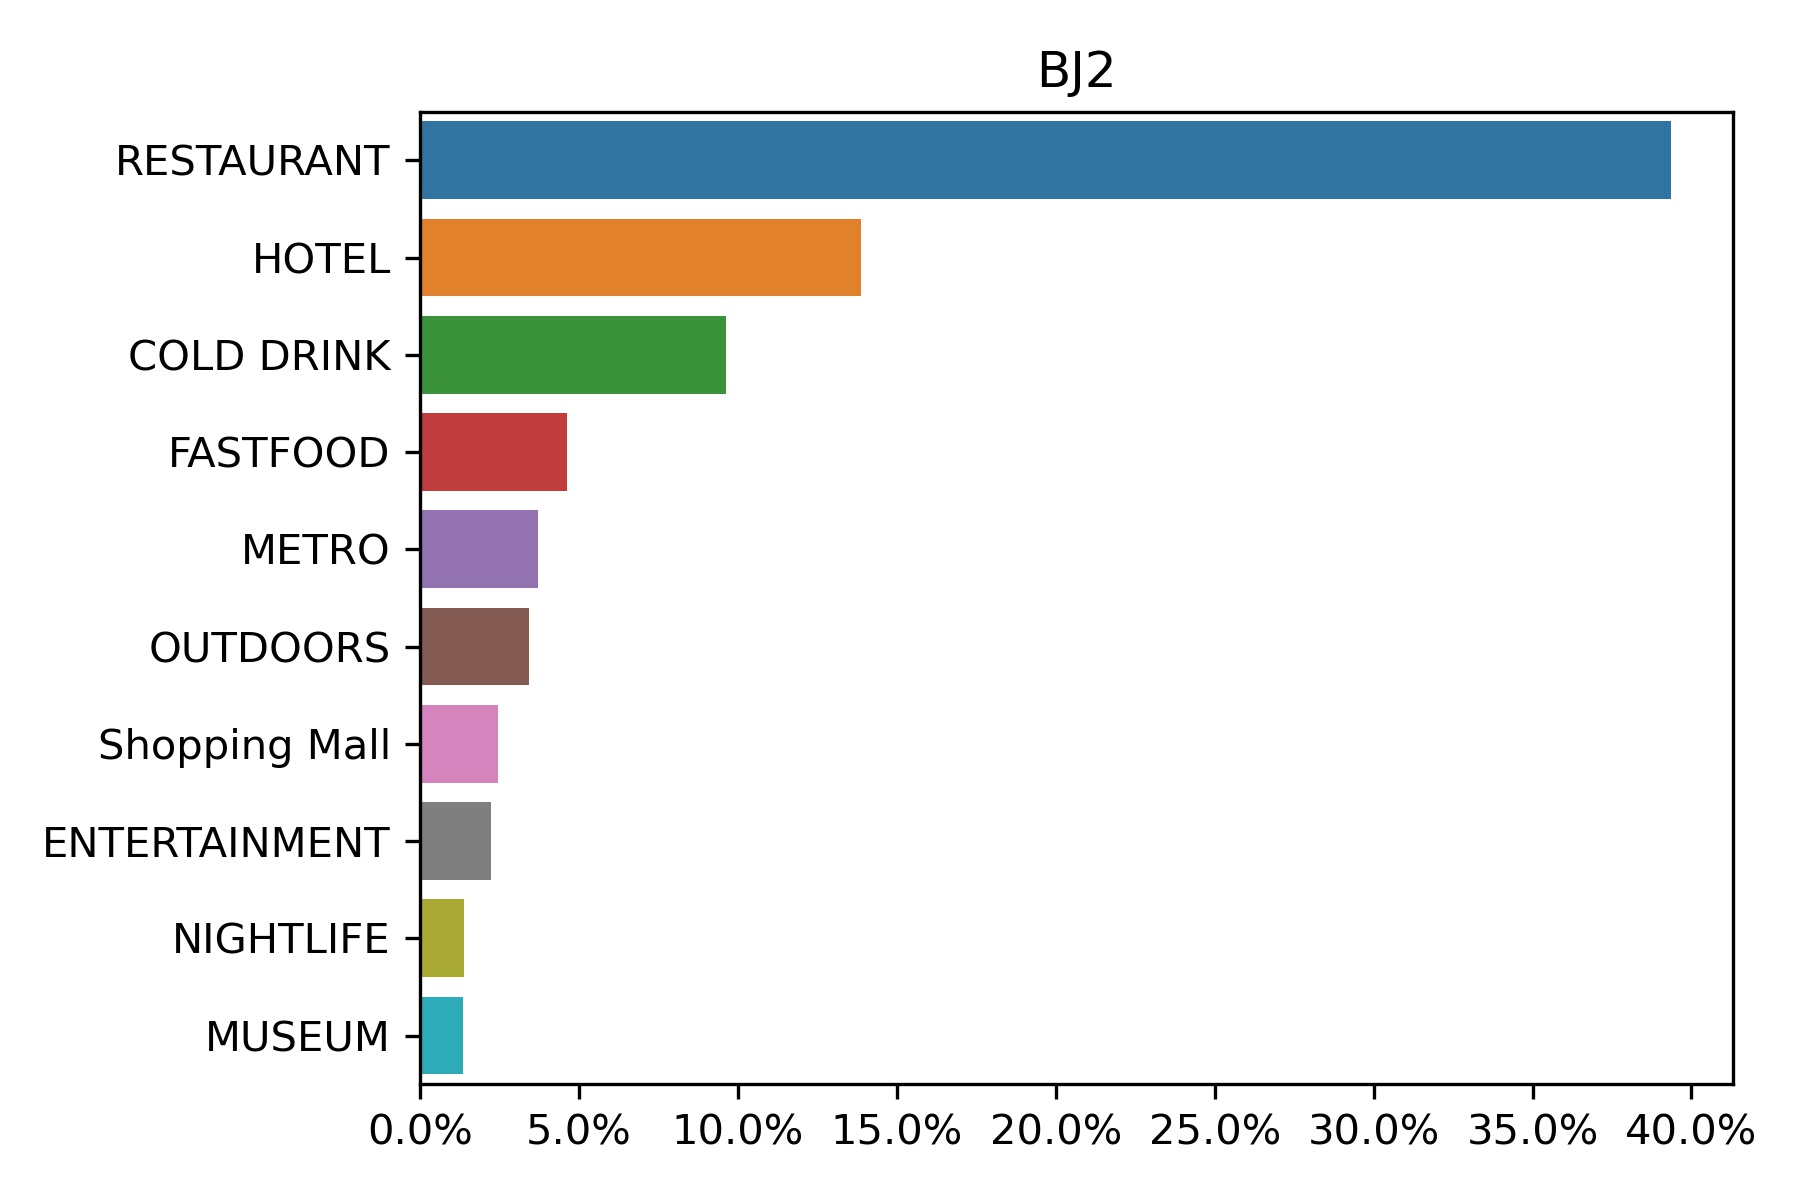 BJ2
RESTAURANT
HOTEL
COLD DRINK
FASTFOOD
METRO
OUTDOORS
Shopping Mall
ENTERTAINMENT
NIGHTLIFE
MUSEUM
0.0% 5.0% 10.0% 15.0% 20.0% 25.0% 30.0% 35.0% 40.0%